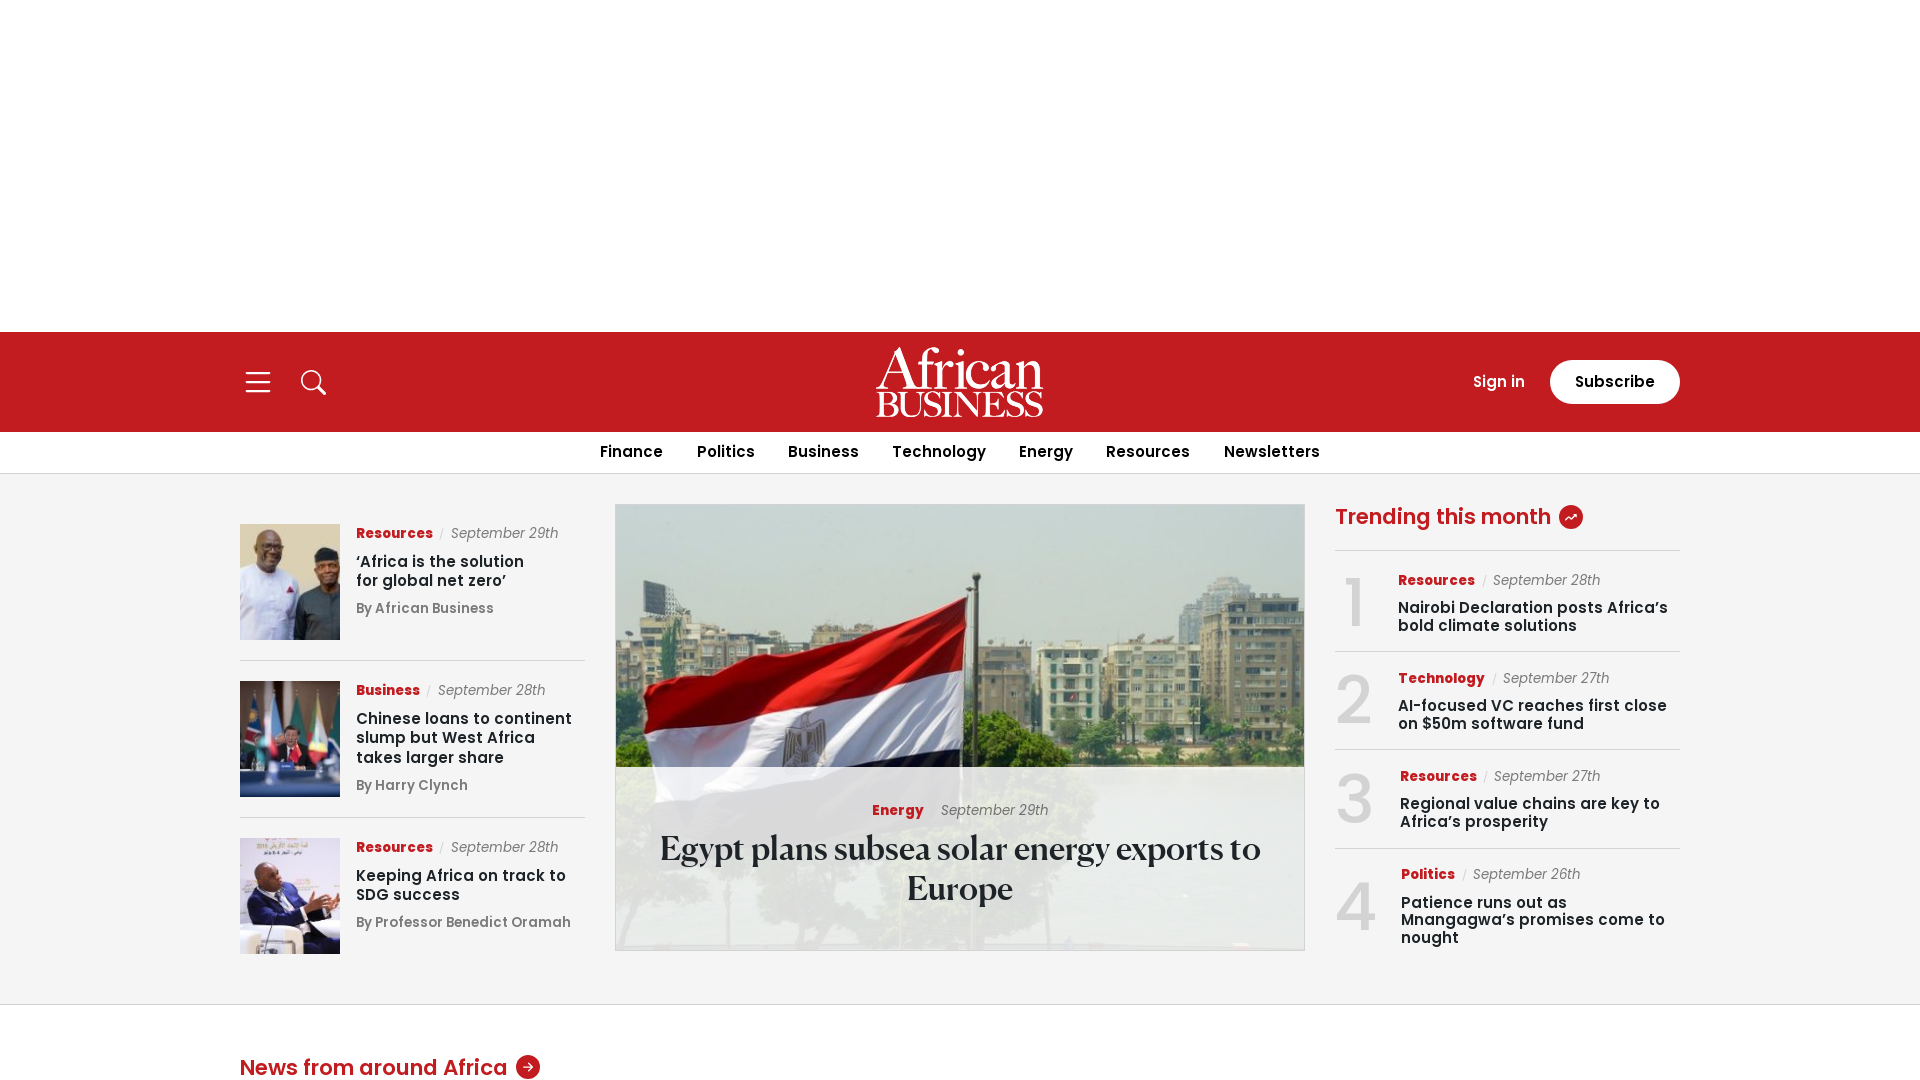 African
BUSINESS
Sign in
Subscribe
Finance
Politics
Business
Technology
Energy
Resources
Newsletters
Resources / September 29th
‘Africa is the solution
for global net zero’
By African Business
Business / September 28th
Chinese loans to continent
slump but West Africa
takes larger share
By Harry Clynch
Resources / September 28th
Keeping Africa on track to
SDG success
By Professor Benedict Oramah
Energy September 29th
Egypt plans subsea solar energy exports to
Europe
Trending this month
1
Resources / September 28th
Nairobi Declaration posts Africa’s
bold climate solutions
2
Technology / September 27th
AI-focused VC reaches first close
on $50m software fund
3
Resources / September 27th
Regional value chains are key to
Africa’s prosperity
4
Politics / September 26th
Patience runs out as
Mnangagwa’s promises come to
nought
News from around Africa